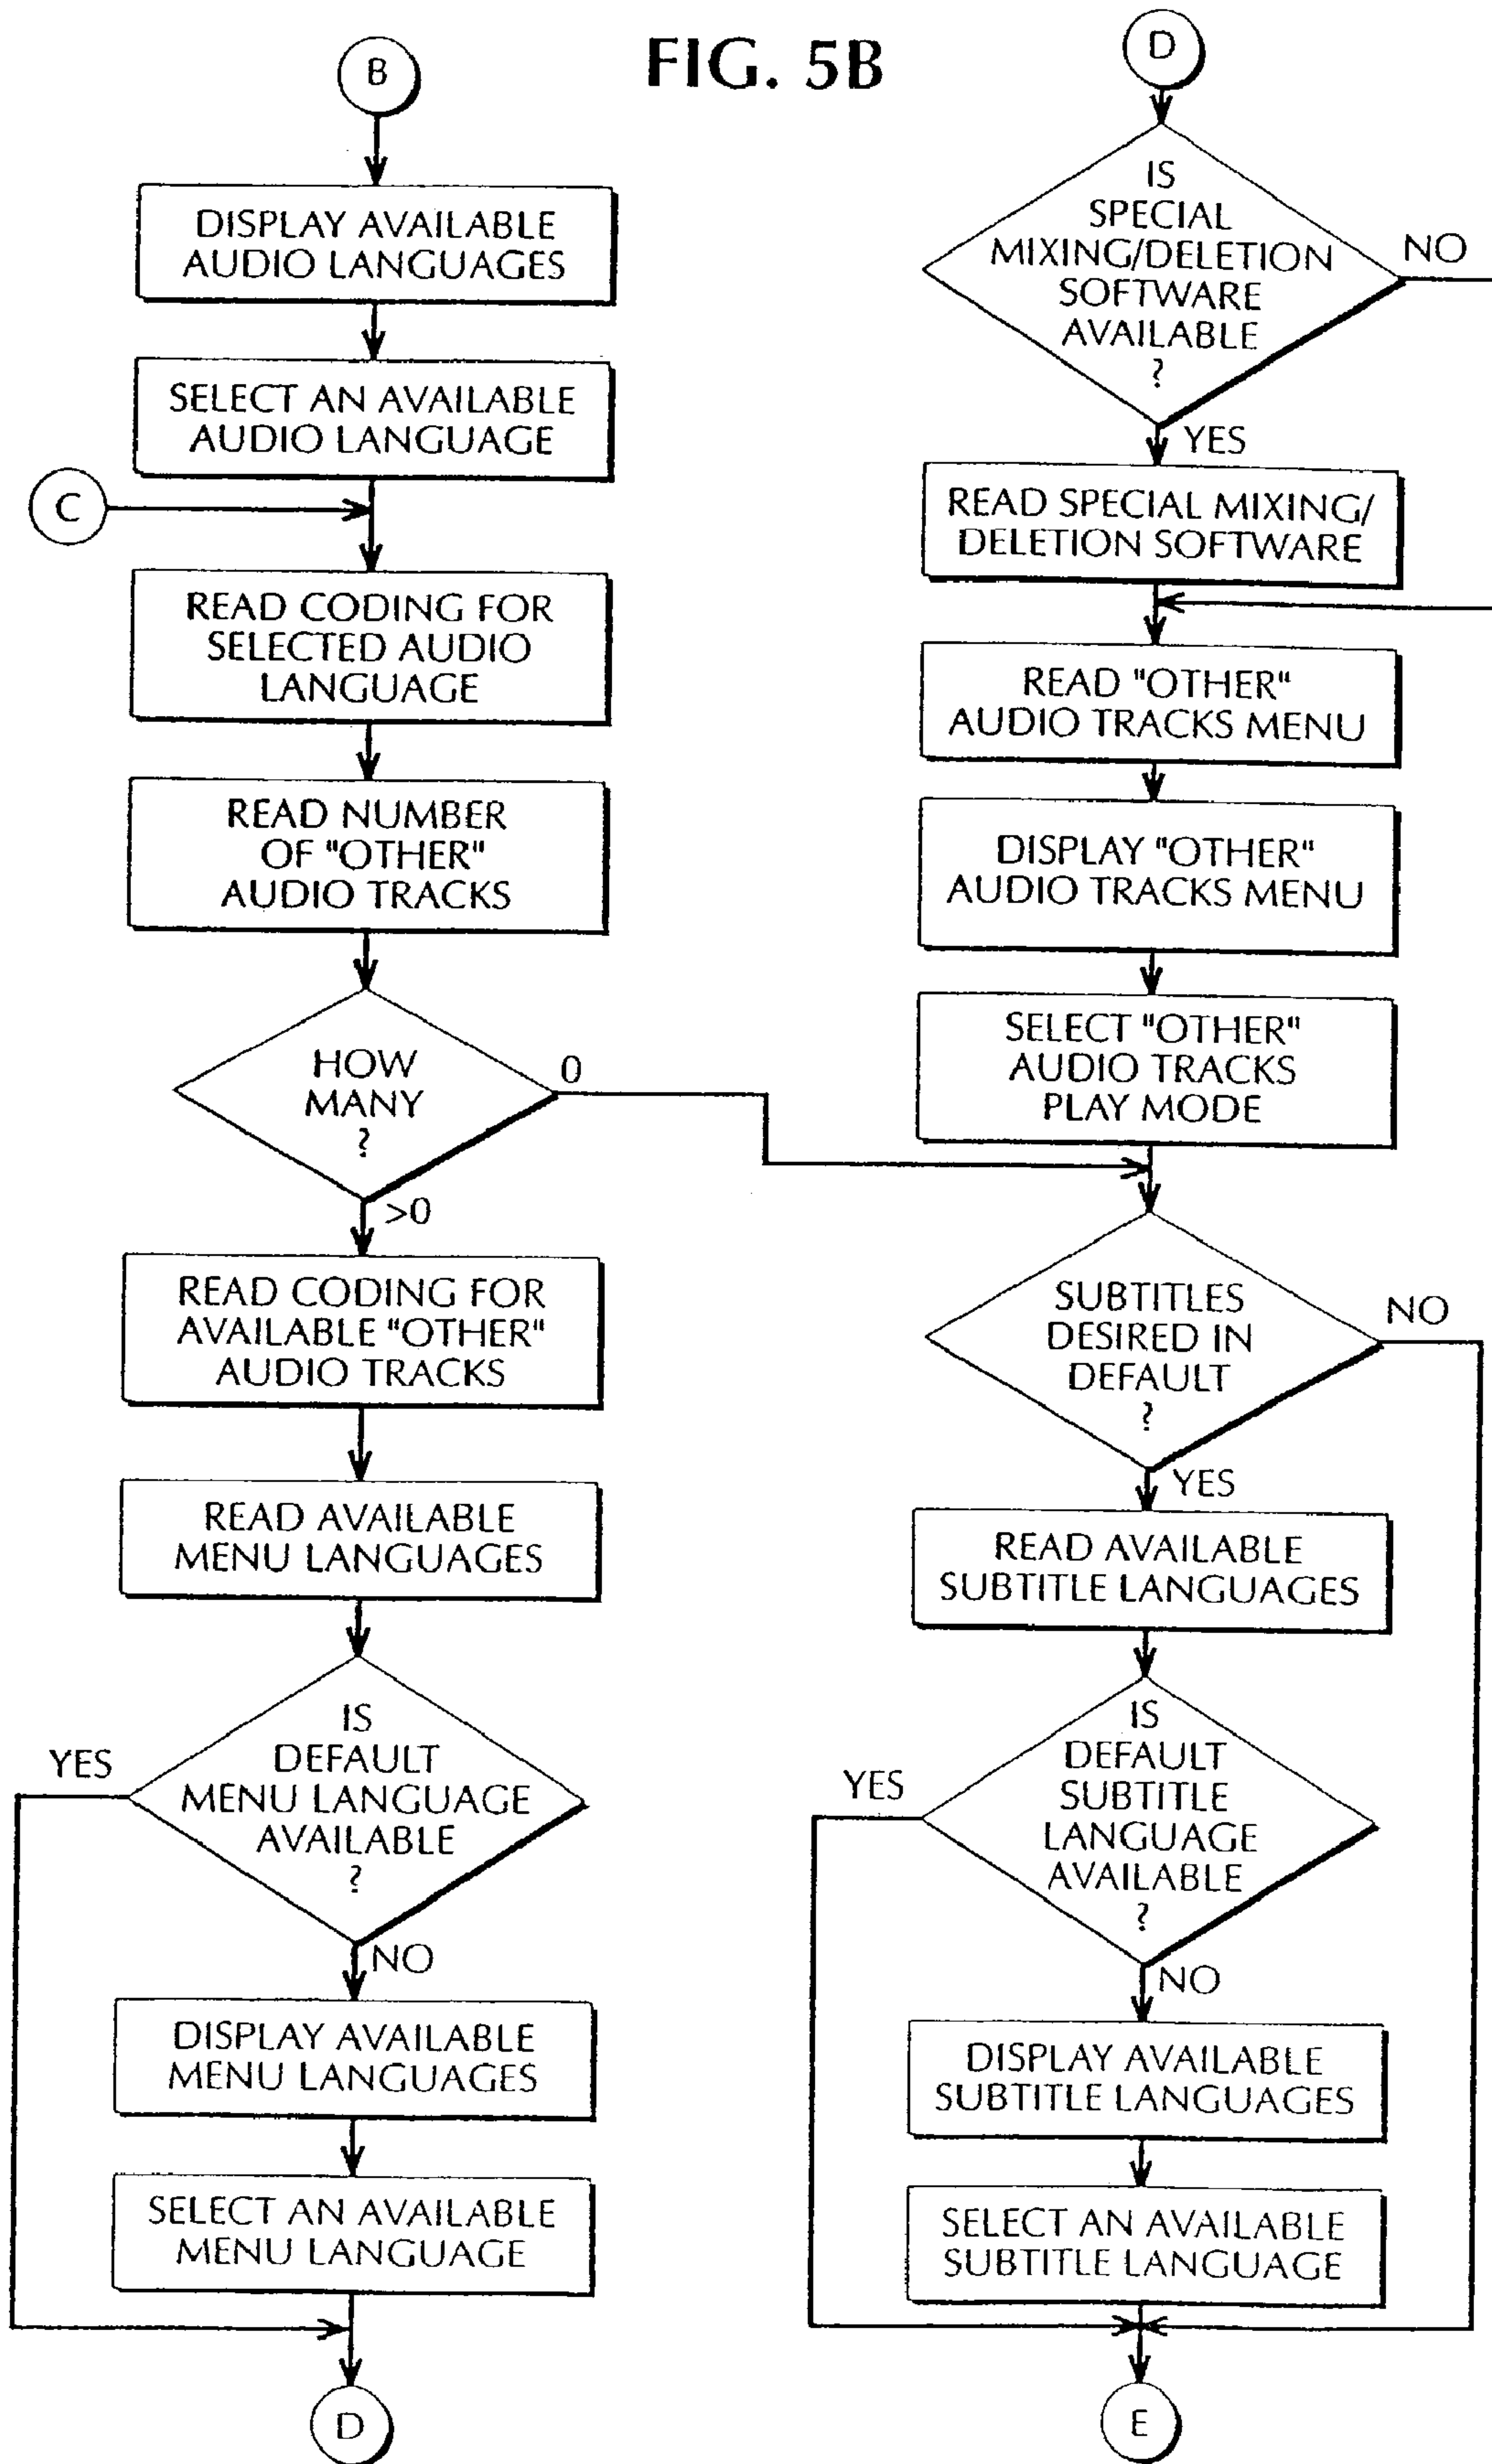 FIG. 5B
B
DISPLAY AVAILABLE
AUDIO LANGUAGES
SELECT AN AVAILABLE
AUDIO LANGUAGE
C
READ CODING FOR
SELECTED AUDIO
LANGUAGE
READ NUMBER
OF "OTHER"
AUDIO TRACKS
HOW
MANY
?
0
>0
READ CODING FOR
AVAILABLE "OTHER"
AUDIO TRACKS
READ AVAILABLE
MENU LANGUAGES
IS
DEFAULT
MENU LANGUAGE
AVAILABLE
?
YES
NO
DISPLAY AVAILABLE
MENU LANGUAGES
SELECT AN AVAILABLE
MENU LANGUAGE
D
D
IS
SPECIAL
MIXING/DELETION
SOFTWARE
AVAILABLE
?
NO
YES
READ SPECIAL MIXING/
DELETION SOFTWARE
READ "OTHER"
AUDIO TRACKS MENU
DISPLAY "OTHER"
AUDIO TRACKS MENU
SELECT "OTHER"
AUDIO TRACKS
PLAY MODE
SUBTITLES
DESIRED IN
DEFAULT
?
NO
YES
READ AVAILABLE
SUBTITLE LANGUAGES
IS
DEFAULT
SUBTITLE
LANGUAGE
AVAILABLE
?
YES
NO
DISPLAY AVAILABLE
SUBTITLE LANGUAGES
SELECT AN AVAILABLE
SUBTITLE LANGUAGE
E